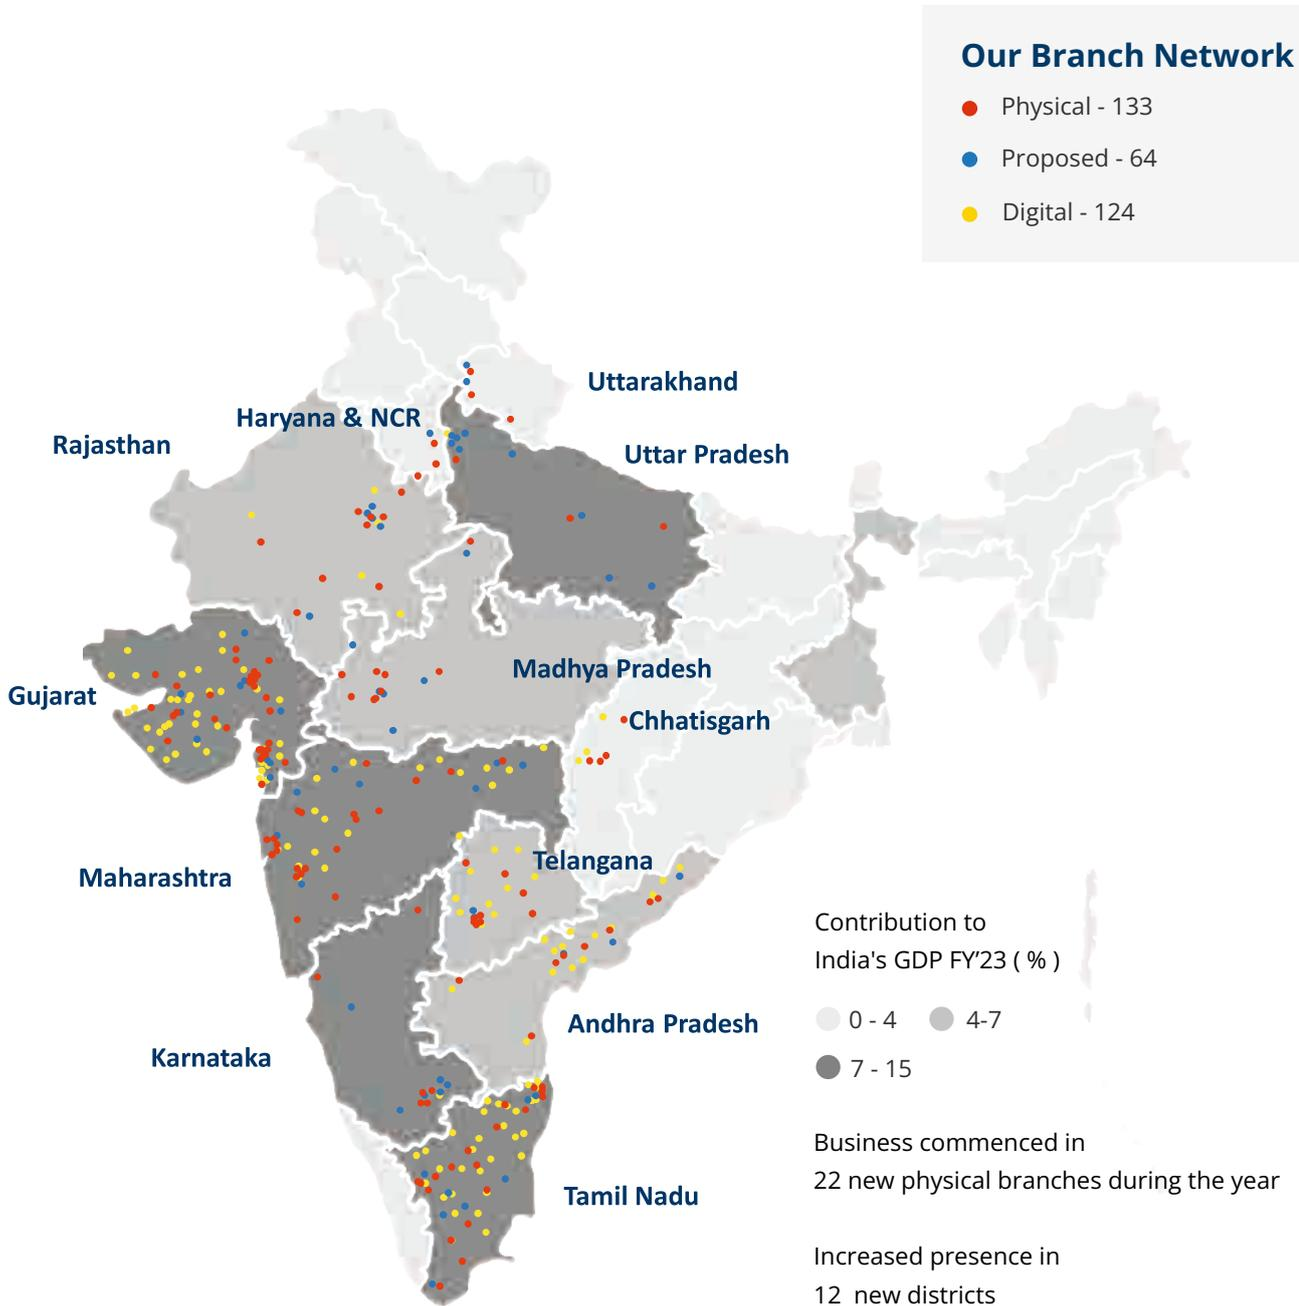 Our Branch Network
Physical - 133
Proposed - 64
Digital - 124
Uttarakhand
Haryana & NCR
Rajasthan
Uttar Pradesh
Madhya Pradesh
Gujarat
Chhatisgarh
Telangana
Maharashtra
Contribution to
India's GDP FY’23 ( % )
0 - 4
4-7
7 - 15
Andhra Pradesh
Karnataka
Business commenced in
22 new physical branches during the year
Tamil Nadu
Increased presence in
12 new districts